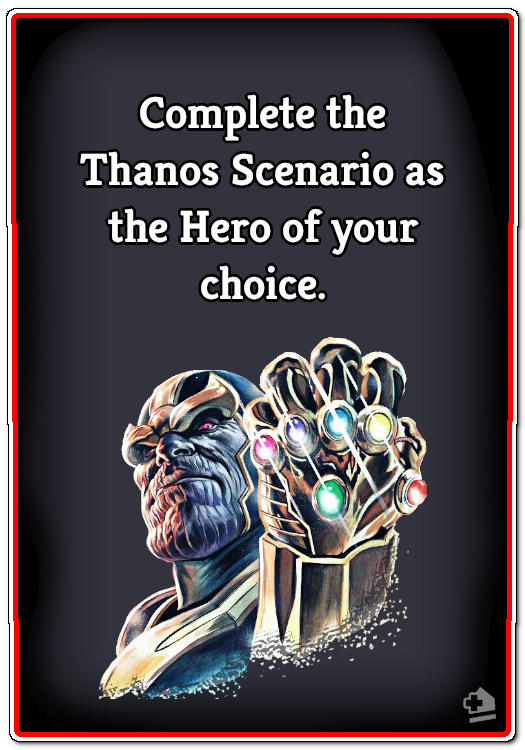 Complete the
Thanos Scenario as
the Hero of your
choice.